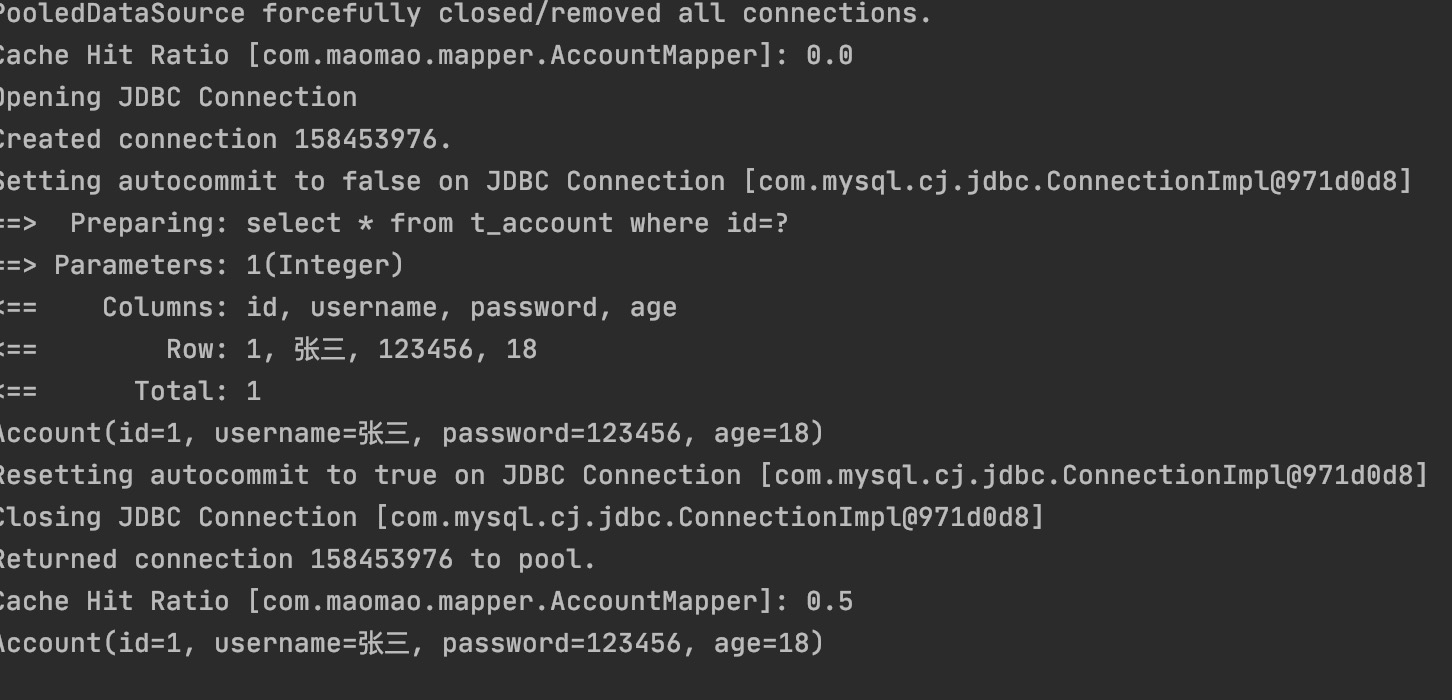 PooledDataSource forcefully closed/removed all connections.
Cache Hit Ratio [com.maomao.mapper.AccountMapper]: 0.0
Opening JDBC Connection
Created connection 158453976.
Setting autocommit to false on JDBC Connection [com.mysql.cj.jdbc.ConnectionImpl@971d0d8]
==>  Preparing: select * from t_account where id=?
==> Parameters: 1(Integer)
<==    Columns: id, username, password, age
<==        Row: 1, 张三, 123456, 18
<==      Total: 1
Account(id=1, username=张三, password=123456, age=18)
Resetting autocommit to true on JDBC Connection [com.mysql.cj.jdbc.ConnectionImpl@971d0d8]
Closing JDBC Connection [com.mysql.cj.jdbc.ConnectionImpl@971d0d8]
Returned connection 158453976 to pool.
Cache Hit Ratio [com.maomao.mapper.AccountMapper]: 0.5
Account(id=1, username=张三, password=123456, age=18)